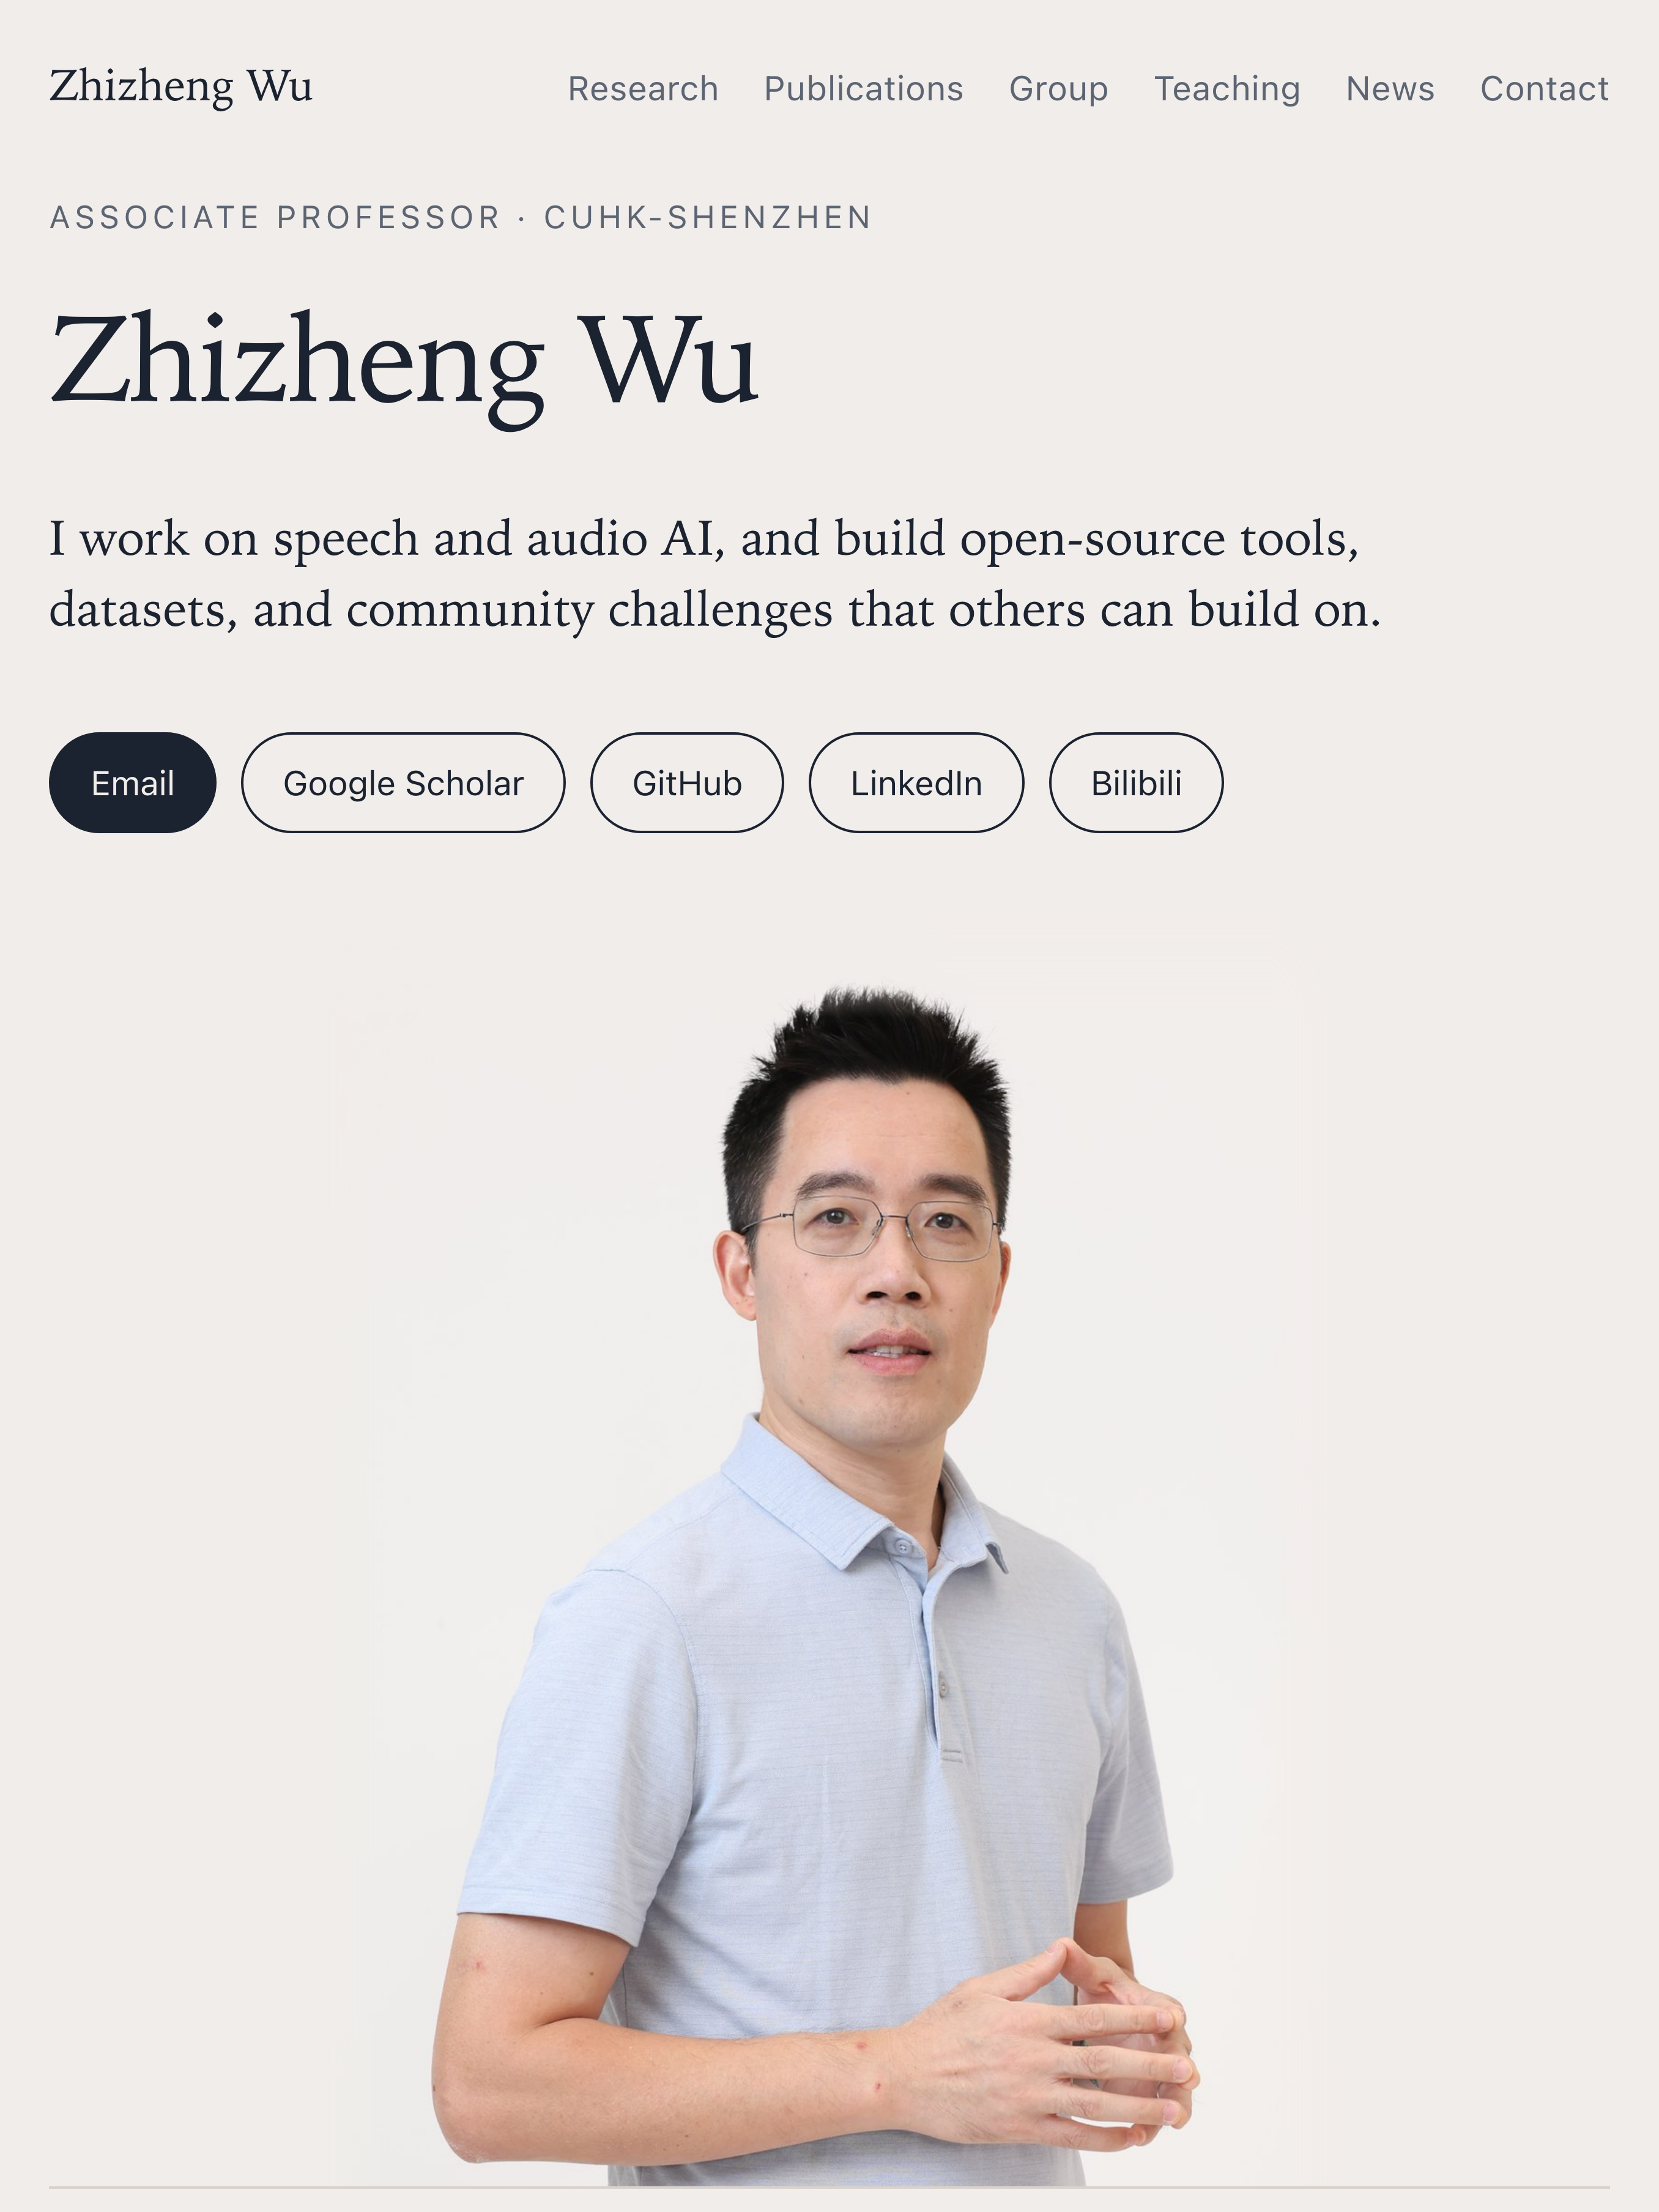 Zhizheng Wu
Research Publications Group Teaching News Contact
ASSOCIATE PROFESSOR · CUHK-SHENZHEN
Zhizheng Wu
I work on speech and audio AI, and build open-source tools,
datasets, and community challenges that others can build on.
Email Google Scholar GitHub LinkedIn Bilibili